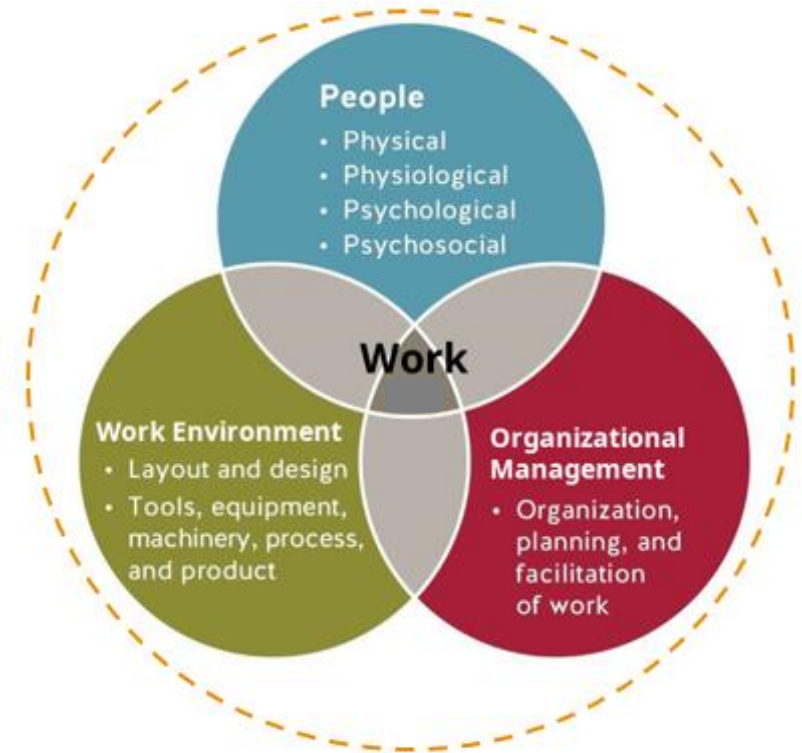 People
• Physical
• Physiological
• Psychological
• Psychosocial
Work
Work Environment
• Layout and design
• Tools, equipment,
machinery, process,
and product
Organizational
Management
• Organization,
planning, and
facilitation
of work